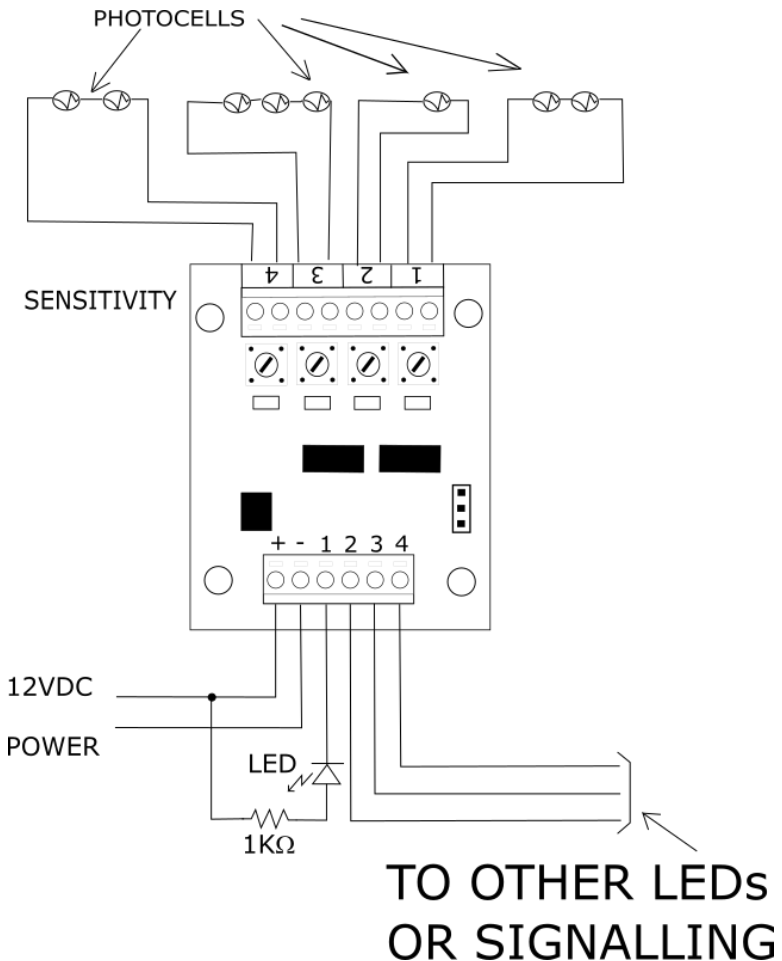 PHOTOCELLS
4 3 2 1
SENSITIVITY
+ - 1 2 3 4
12VDC
POWER
LED
1KΩ
TO OTHER LEDs
OR SIGNALLING